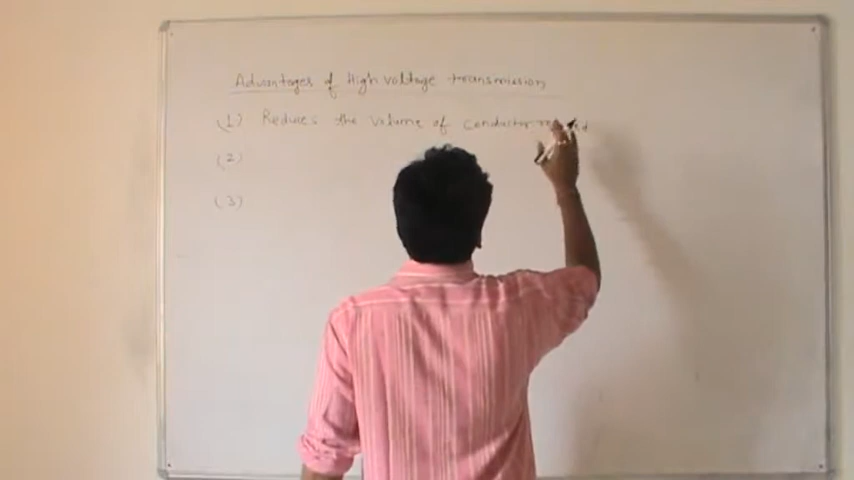 Advantages of High voltage transmission
(1) Reduces the volume of conductor
(2)
(3)